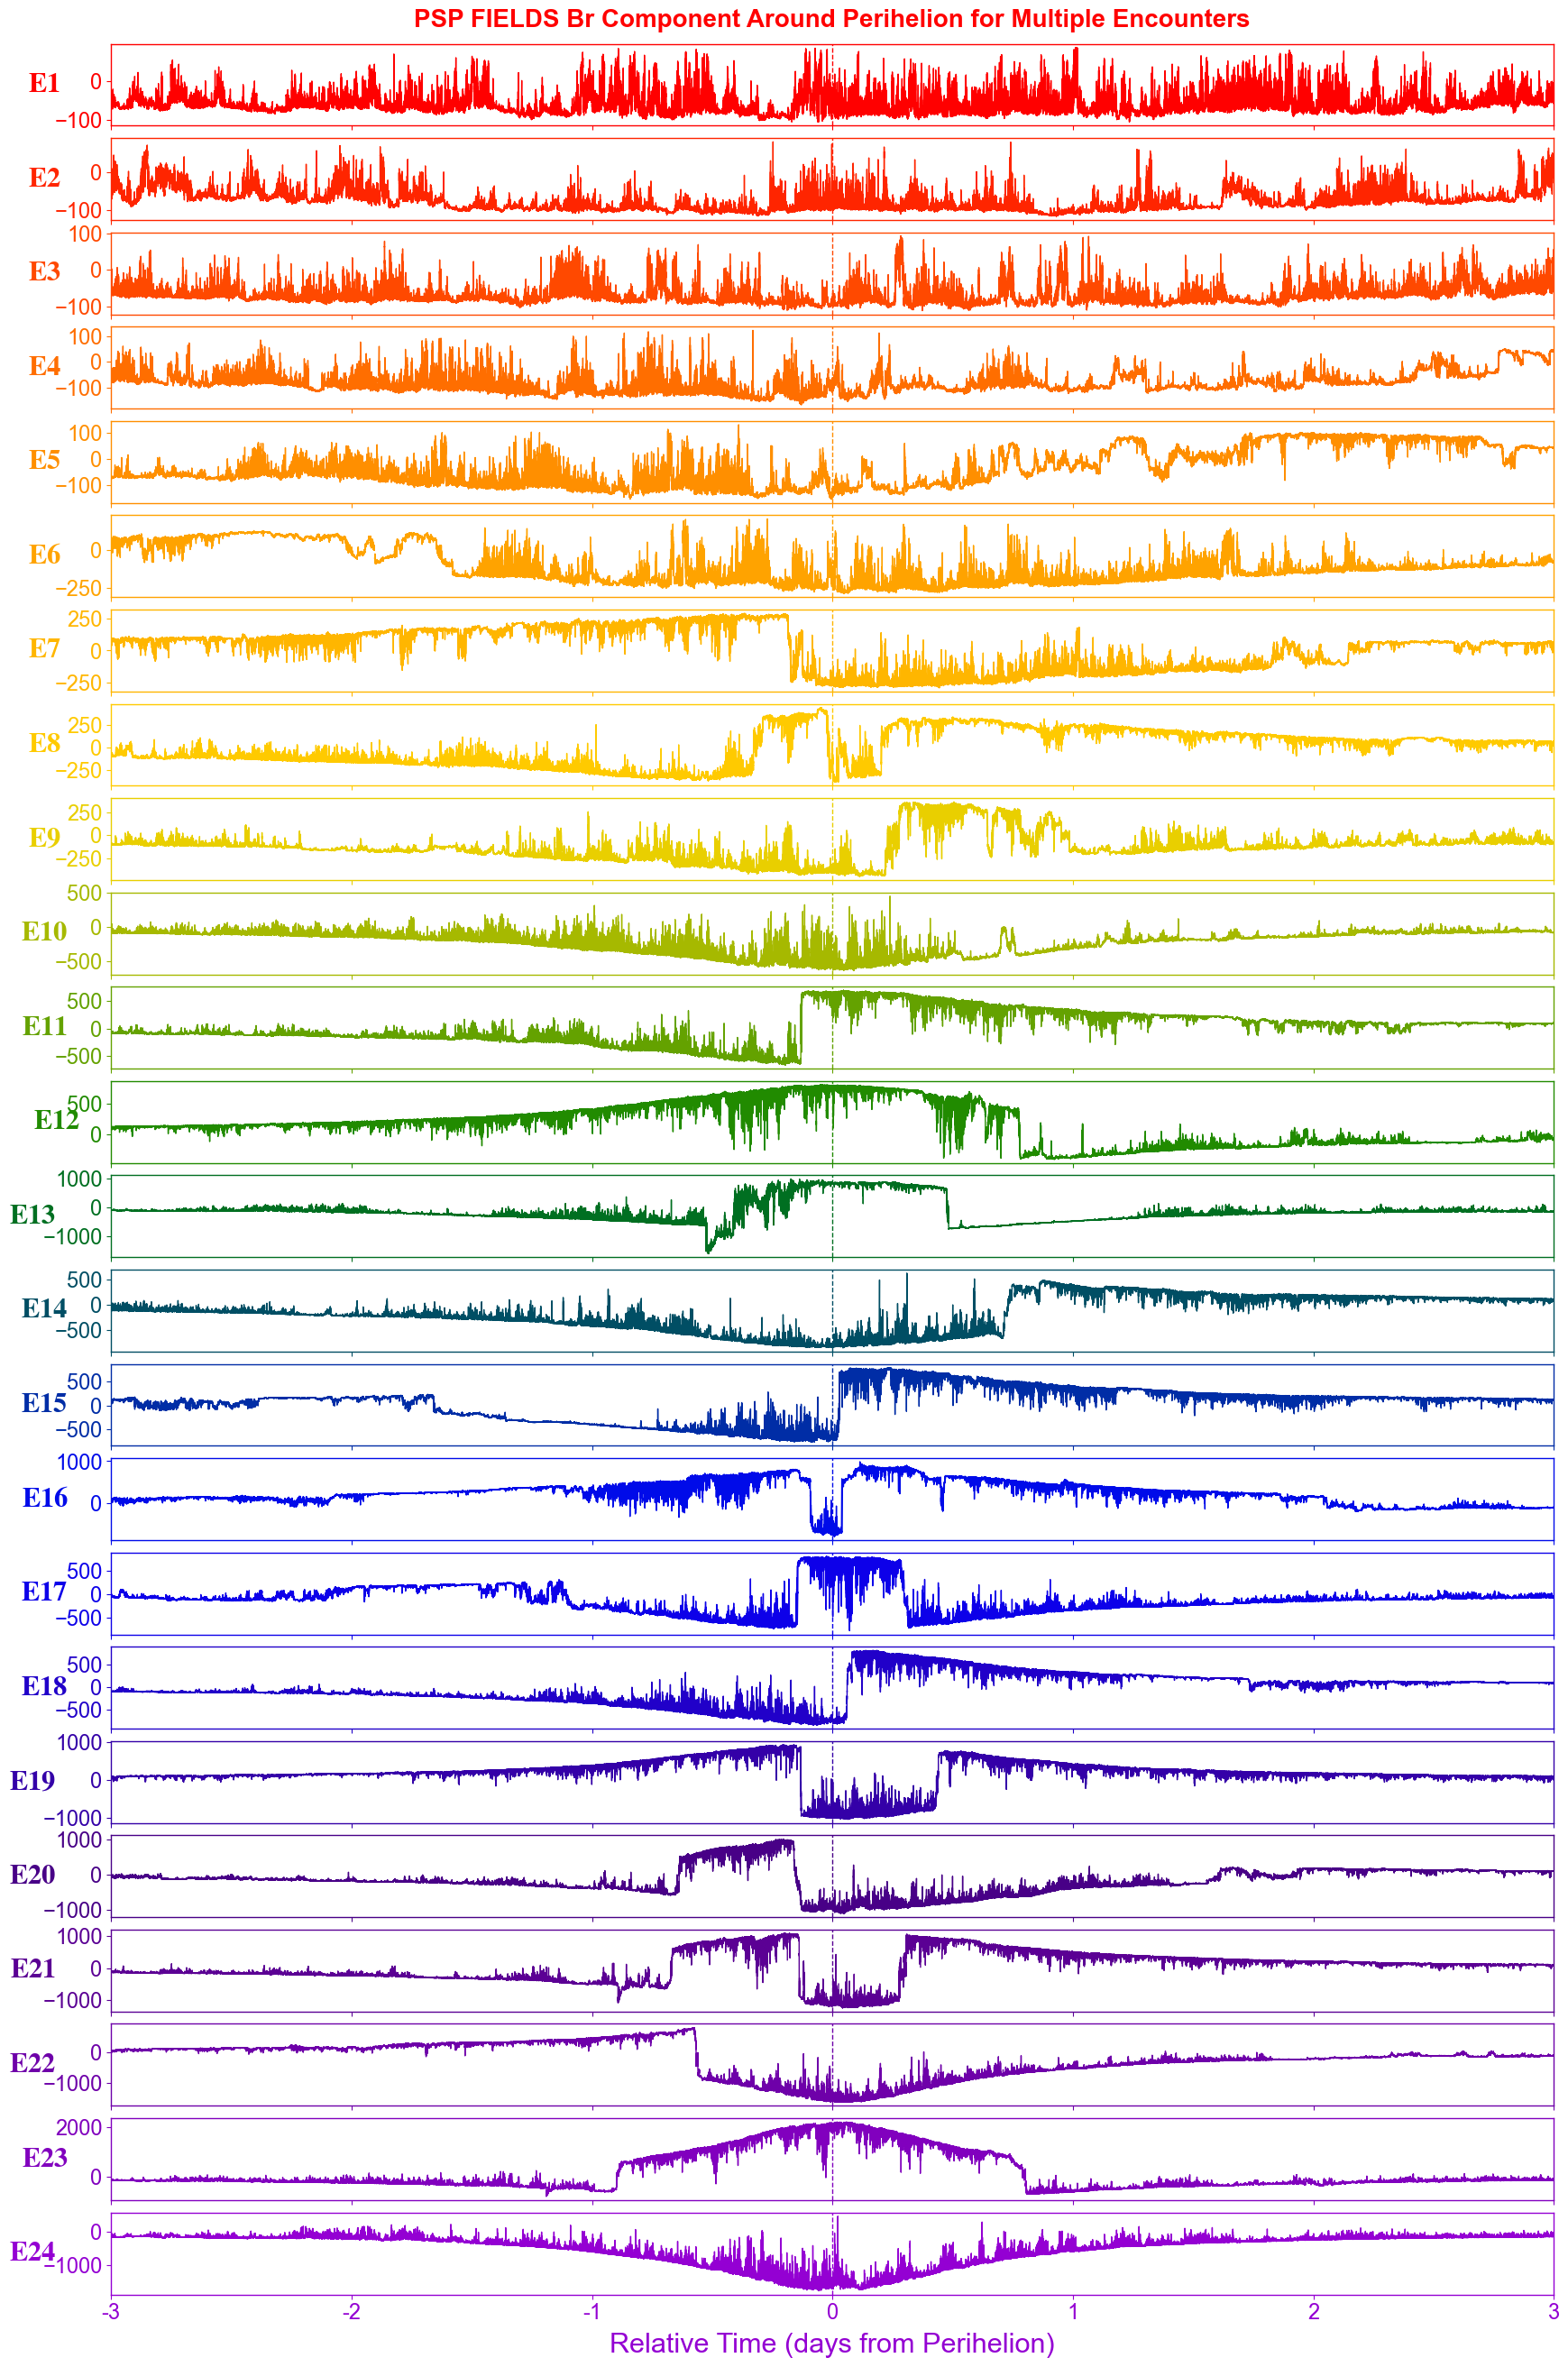 PSP FIELDS Br Component Around Perihelion for Multiple Encounters
E1
0
−100
E2
0
−100
E3
100
0
−100
E4
100
0
−100
E5
100
0
−100
E6
0
−250
E7
250
0
−250
E8
250
0
−250
E9
250
0
−250
E10
500
0
−500
E11
500
0
−500
E12
500
0
E13
1000
0
−1000
E14
500
0
−500
E15
500
0
−500
E16
1000
0
E17
500
0
−500
E18
500
0
−500
E19
1000
0
−1000
E20
1000
0
−1000
E21
1000
0
−1000
E22
0
−1000
E23
2000
0
E24
0
−1000
-3 -2 -1 0 1 2 3
Relative Time (days from Perihelion)